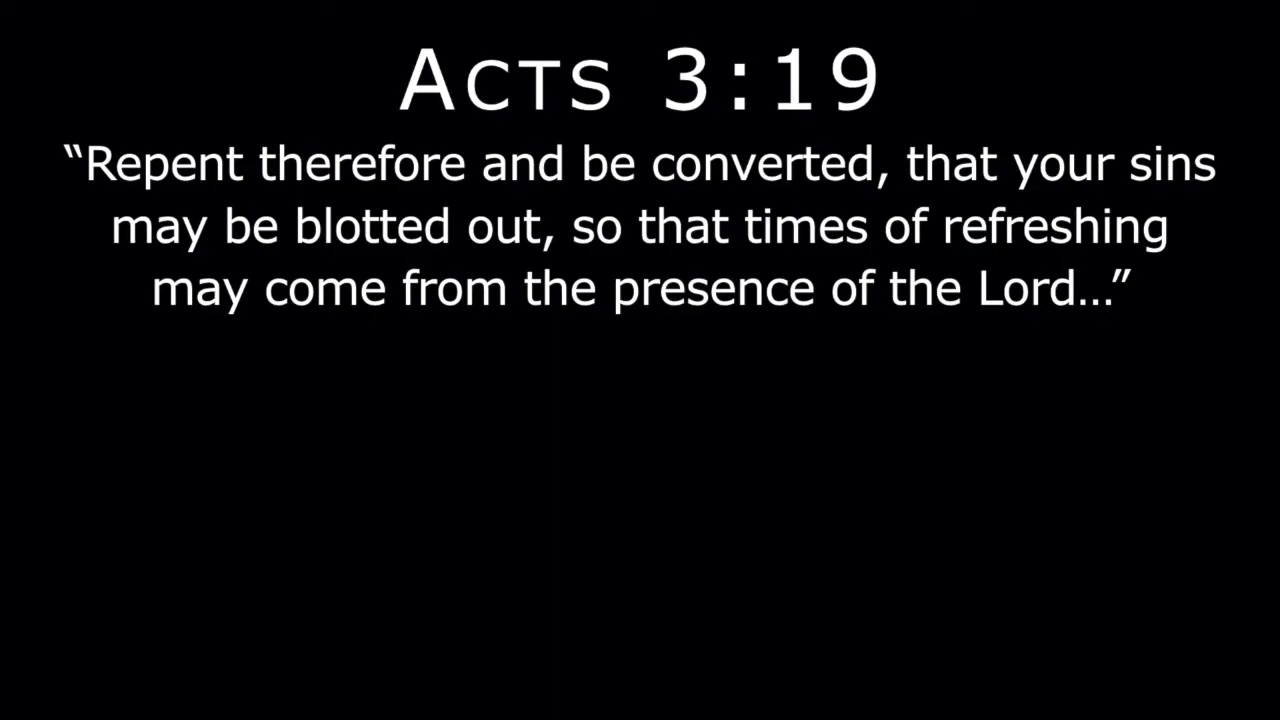 Acts 3:19
“Repent therefore and be converted, that your sins
may be blotted out, so that times of refreshing
may come from the presence of the Lord…”